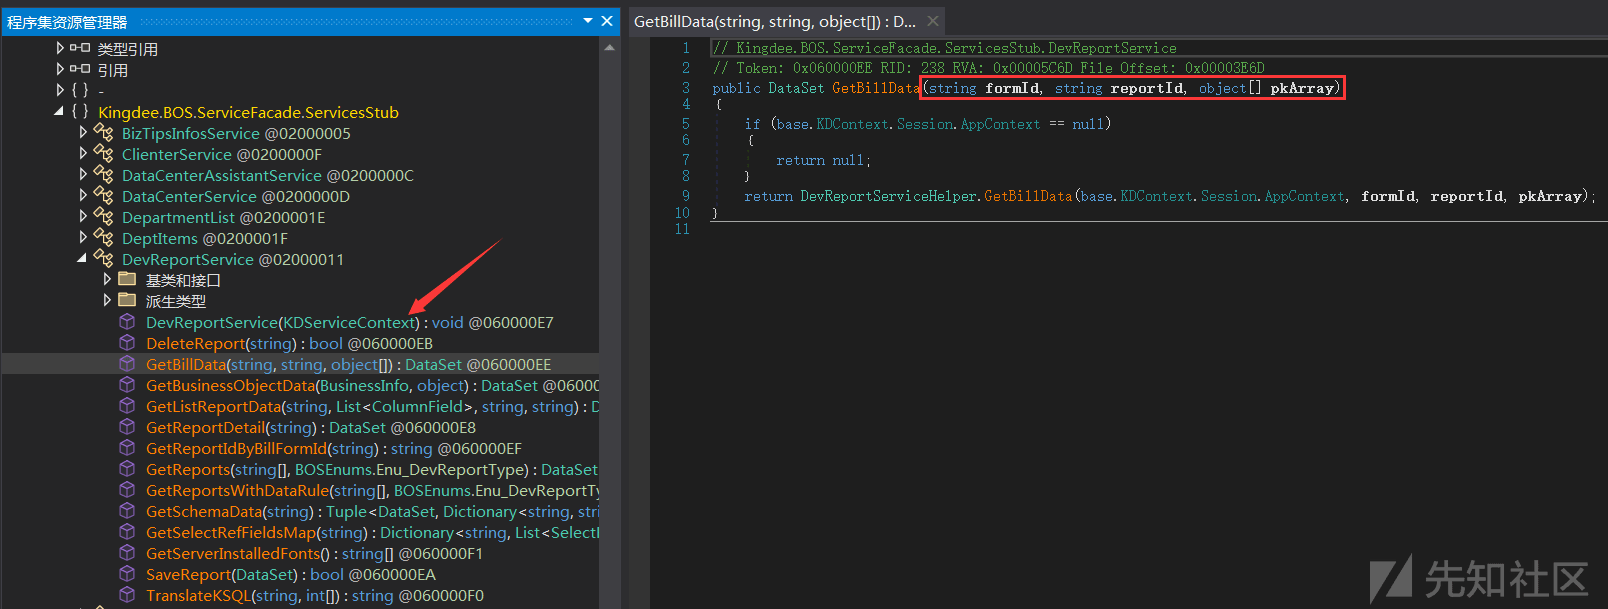 程序集资源管理器
类型引用
引用
{ } -
{ } Kingdee.BOS.ServiceFacade.ServicesStub
BizTipsInfosService @02000005
ClienterService @0200000F
DataCenterAssistantService @0200000C
DataCenterService @0200000D
DepartmentList @0200001E
DeptItems @0200001F
DevReportService @02000011
基类和接口
派生类型
DevReportService(KDServiceContext) : void @060000E7
DeleteReport(string) : bool @060000EB
GetBillData(string, string, object[]) : DataSet @060000EE
GetBusinessObjectData(BusinessInfo, object) : DataSet @06000
GetListReportData(string, List<ColumnField>, string, string) : D
GetReportDetail(string) : DataSet @060000E8
GetReportIdByBillFormId(string) : string @060000EF
GetReports(string[], BOSEnums.Enu_DevReportType) : DataSet
GetReportsWithDataRule(string[], BOSEnums.Enu_DevReportTy
GetSchemaData(string) : Tuple<DataSet, Dictionary<string, stri
GetSelectRefFieldsMap(string) : Dictionary<string, List<SelectI
GetServerInstalledFonts() : string[] @060000F1
SaveReport(DataSet) : bool @060000EA
TranslateKSQL(string, int[]) : string @060000F0
GetBillData(string, string, object[]) : D...
1 // Kingdee.BOS.ServiceFacade.ServicesStub.DevReportService
2 // Token: 0x060000EE RID: 238 RVA: 0x00005C6D File Offset: 0x00003E6D
3 public DataSet GetBillData(string formId, string reportId, object[] pkArray)
4 {
5 if (base.KDContext.Session.AppContext == null)
6 {
7 return null;
8 }
9 return DevReportServiceHelper.GetBillData(base.KDContext.Session.AppContext, formId, reportId, pkArray);
10 }
11
先知社区